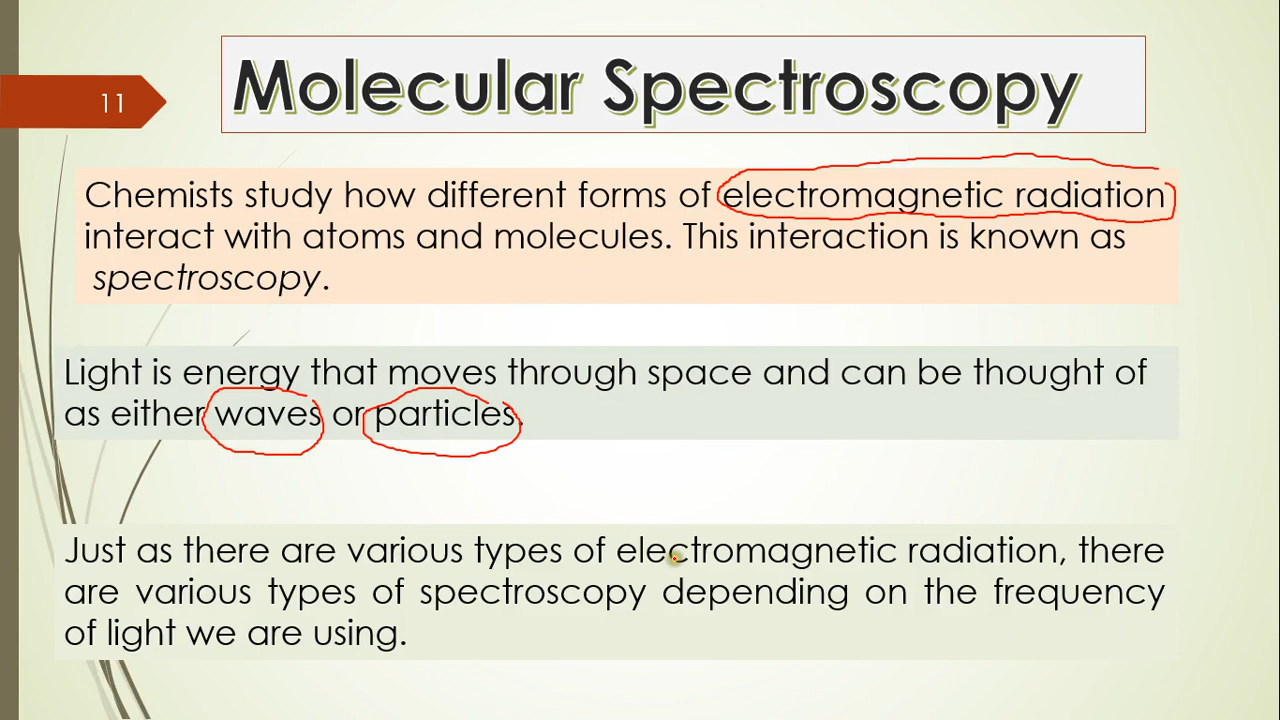 11
Molecular Spectroscopy
Chemists study how different forms of electromagnetic radiation
interact with atoms and molecules. This interaction is known as
spectroscopy.
Light is energy that moves through space and can be thought of
as either waves or particles.
Just as there are various types of electromagnetic radiation, there
are various types of spectroscopy depending on the frequency
of light we are using.